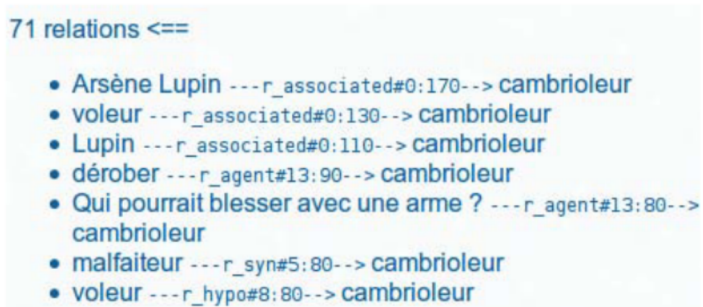 71 relations <==
• Arsène Lupin ---r_associated#0:170--> cambrioleur
• voleur ---r_associated#0:130--> cambrioleur
• Lupin ---r_associated#0:110--> cambrioleur
• dérober ---r_agent#13:90--> cambrioleur
• Qui pourrait blesser avec une arme ? ---r_agent#13:80-->
cambrioleur
• malfaiteur ---r_syn#5:80--> cambrioleur
• voleur ---r_hypo#8:80--> cambrioleur